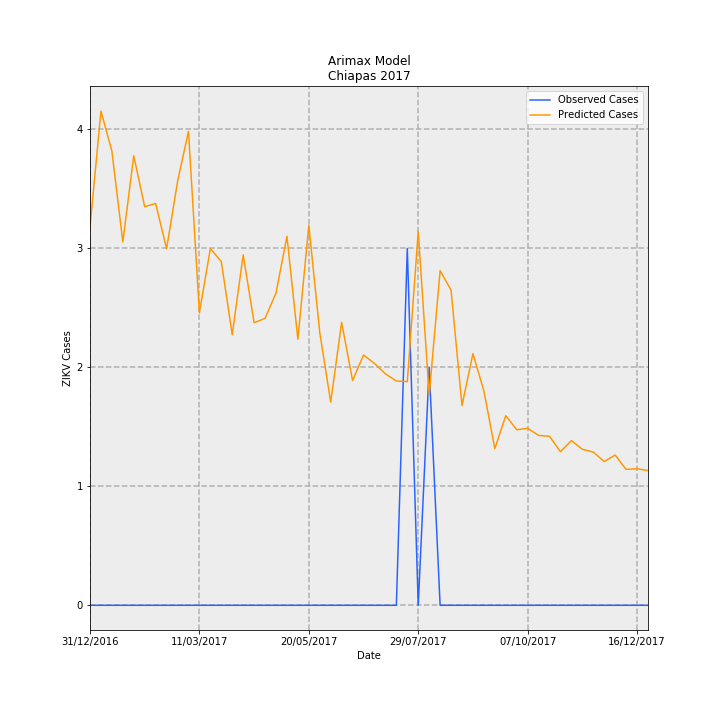 Arimax Model
Chiapas 2017
Observed Cases
Predicted Cases
4
3
2
1
0
ZIKV Cases
31/12/2016
11/03/2017
20/05/2017
29/07/2017
07/10/2017
16/12/2017
Date